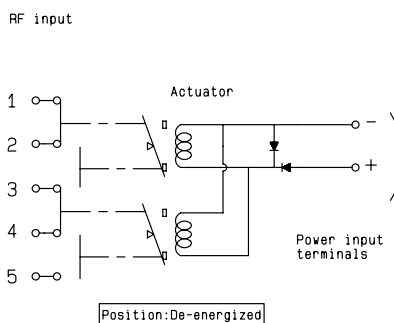 RF input
Actuator
1
2
3
4
5
-
+
Power input
terminals
Position:De-energized